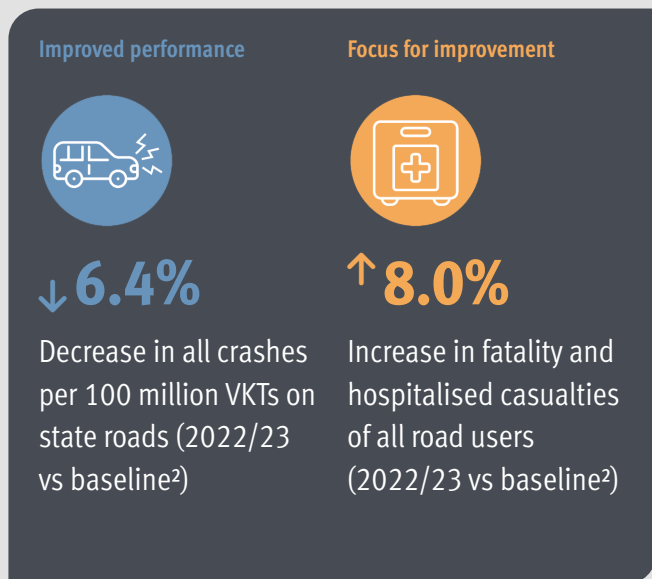 Improved performance
↓6.4%
Decrease in all crashes
per 100 million VKTs on
state roads (2022/23
vs baseline²)
Focus for improvement
↑8.0%
Increase in fatality and
hospitalised casualties
of all road users
(2022/23 vs baseline²)